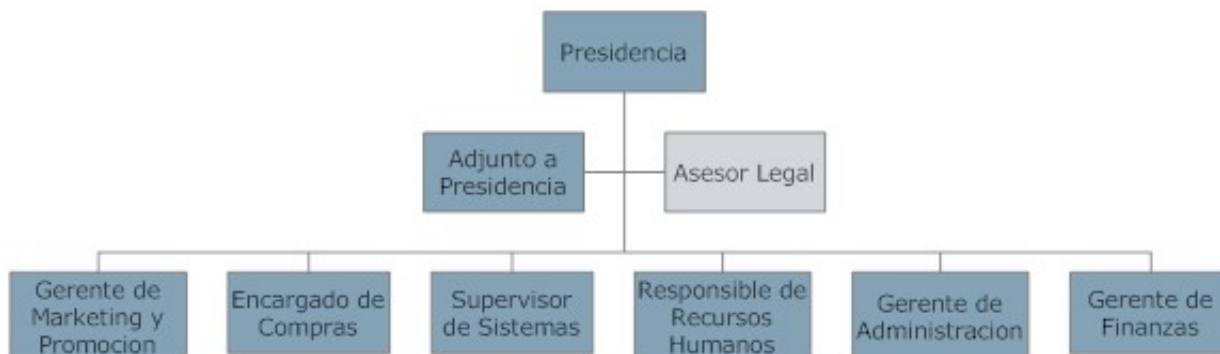 Presidencia
Adjunto a
Presidencia
Asesor Legal
Gerente de
Marketing y
Promocion
Encargado de
Compras
Supervisor
de Sistemas
Responsible de
Recursos
Humanos
Gerente de
Administracion
Gerente de
Finanzas